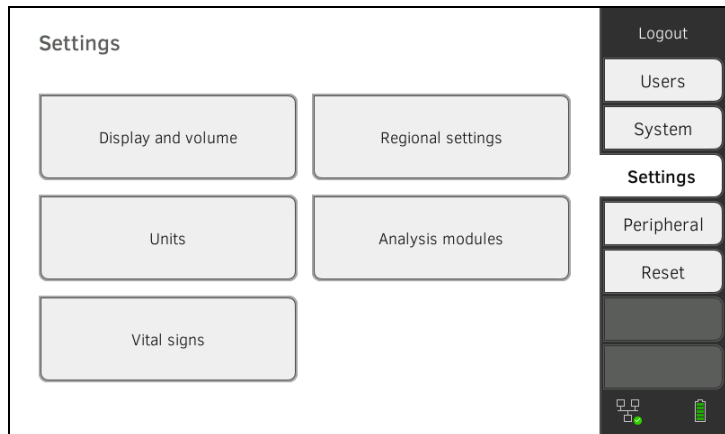 Settings
Display and volume
Regional settings
Units
Analysis modules
Vital signs
Logout
Users
System
Settings
Peripheral
Reset